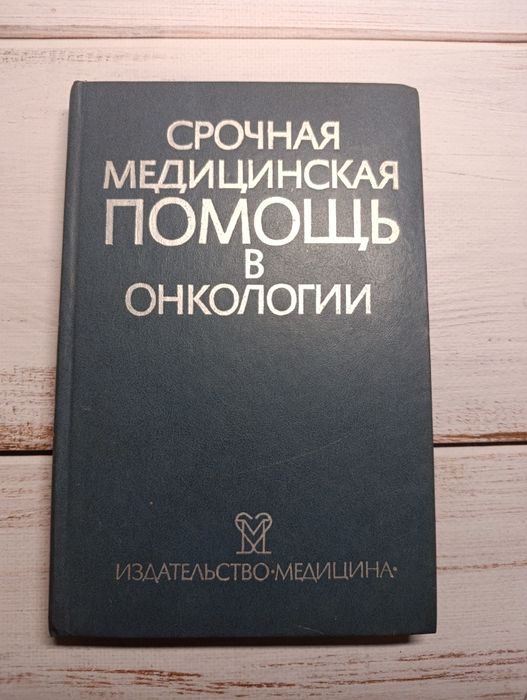 СРОЧНАЯ
МЕДИЦИНСКАЯ
ПОМОЩЬ
В
ОНКОЛОГИИ
ИЗДАТЕЛЬСТВО·МЕДИЦИНА·